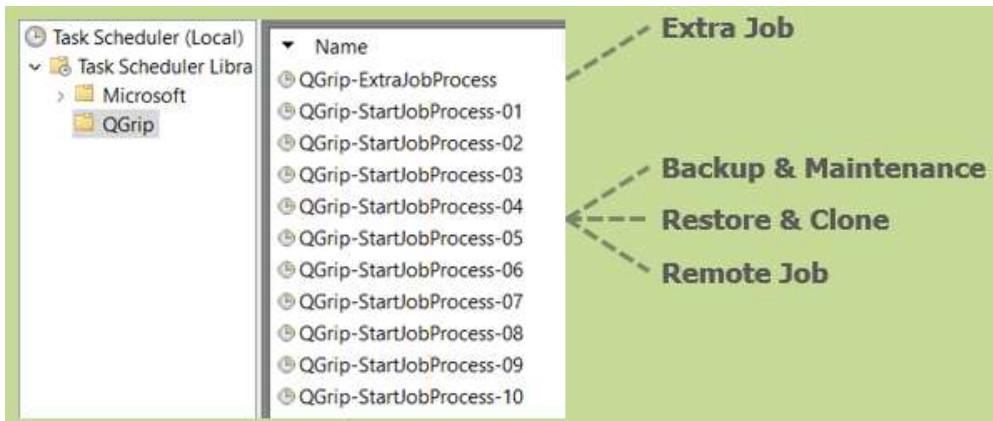 Task Scheduler (Local)
Task Scheduler Libra
Microsoft
QGrip
Name
QGrip-ExtraJobProcess
QGrip-StartJobProcess-01
QGrip-StartJobProcess-02
QGrip-StartJobProcess-03
QGrip-StartJobProcess-04
QGrip-StartJobProcess-05
QGrip-StartJobProcess-06
QGrip-StartJobProcess-07
QGrip-StartJobProcess-08
QGrip-StartJobProcess-09
QGrip-StartJobProcess-10
Extra Job
Backup & Maintenance
Restore & Clone
Remote Job